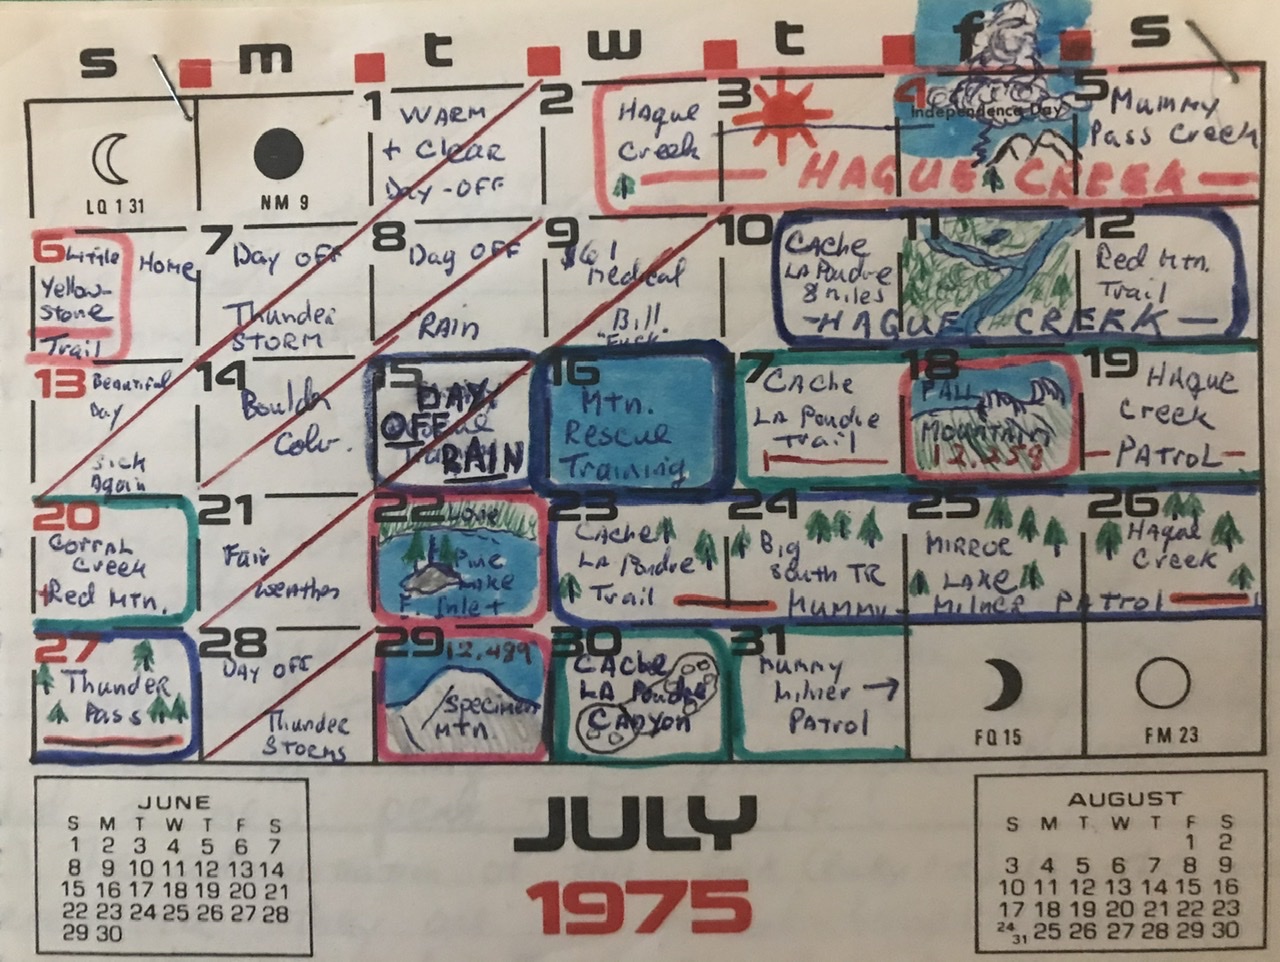 s m t w t f s
LQ 1 31
NM 9
1 WARM
+ Clear
Day-OFF
2 Hague
Creek
3
4
Independence Day
5 Mummy
Pass Creek
HAGUE CREEK
6 Little
Yellow-
stone
Trail
Home
7 Day off
Thunder
STORM
8 Day OFF
RAIN
9 $61
Medical
Bill
10 CAche
LA Poudre
8 miles
11
12 Red Mtn.
Trail
-HAGUE CREEK-
13 Beautiful
Day
Sick
Again
14 Bouldr
Colo.
15 DAY
OFF
RAIN
16 Mtn.
Rescue
Training
17 CAche
LA Poudre
Trail
18 FALL
MOUNTAIN
12,258
19 HAgue
Creek
-PATROL-
20 Corral
Creek
+Red Mtn.
21 Fair
weather
22 Love
Pine
Lake
F. Inlet
23 CAche
LA Poudre
Trail
24 Big
South TR
25 MIRROR
LAKE
26 HAgue
Creek
Mummy- Milner PATROL
27 Thunder
Pass
28 Day off
Thunder
STORMS
29 12,489
Specimen
Mtn.
30 CAche
LA Poudre
CAnyon
31 Mummy
Milner →
PATROL
FQ 15
FM 23
JUNE
S M T W T F S
1 2 3 4 5 6 7
8 9 10 11 12 13 14
15 16 17 18 19 20 21
22 23 24 25 26 27 28
29 30
JULY
1975
AUGUST
S M T W T F S
1 2
3 4 5 6 7 8 9
10 11 12 13 14 15 16
17 18 19 20 21 22 23
24/31 25 26 27 28 29 30